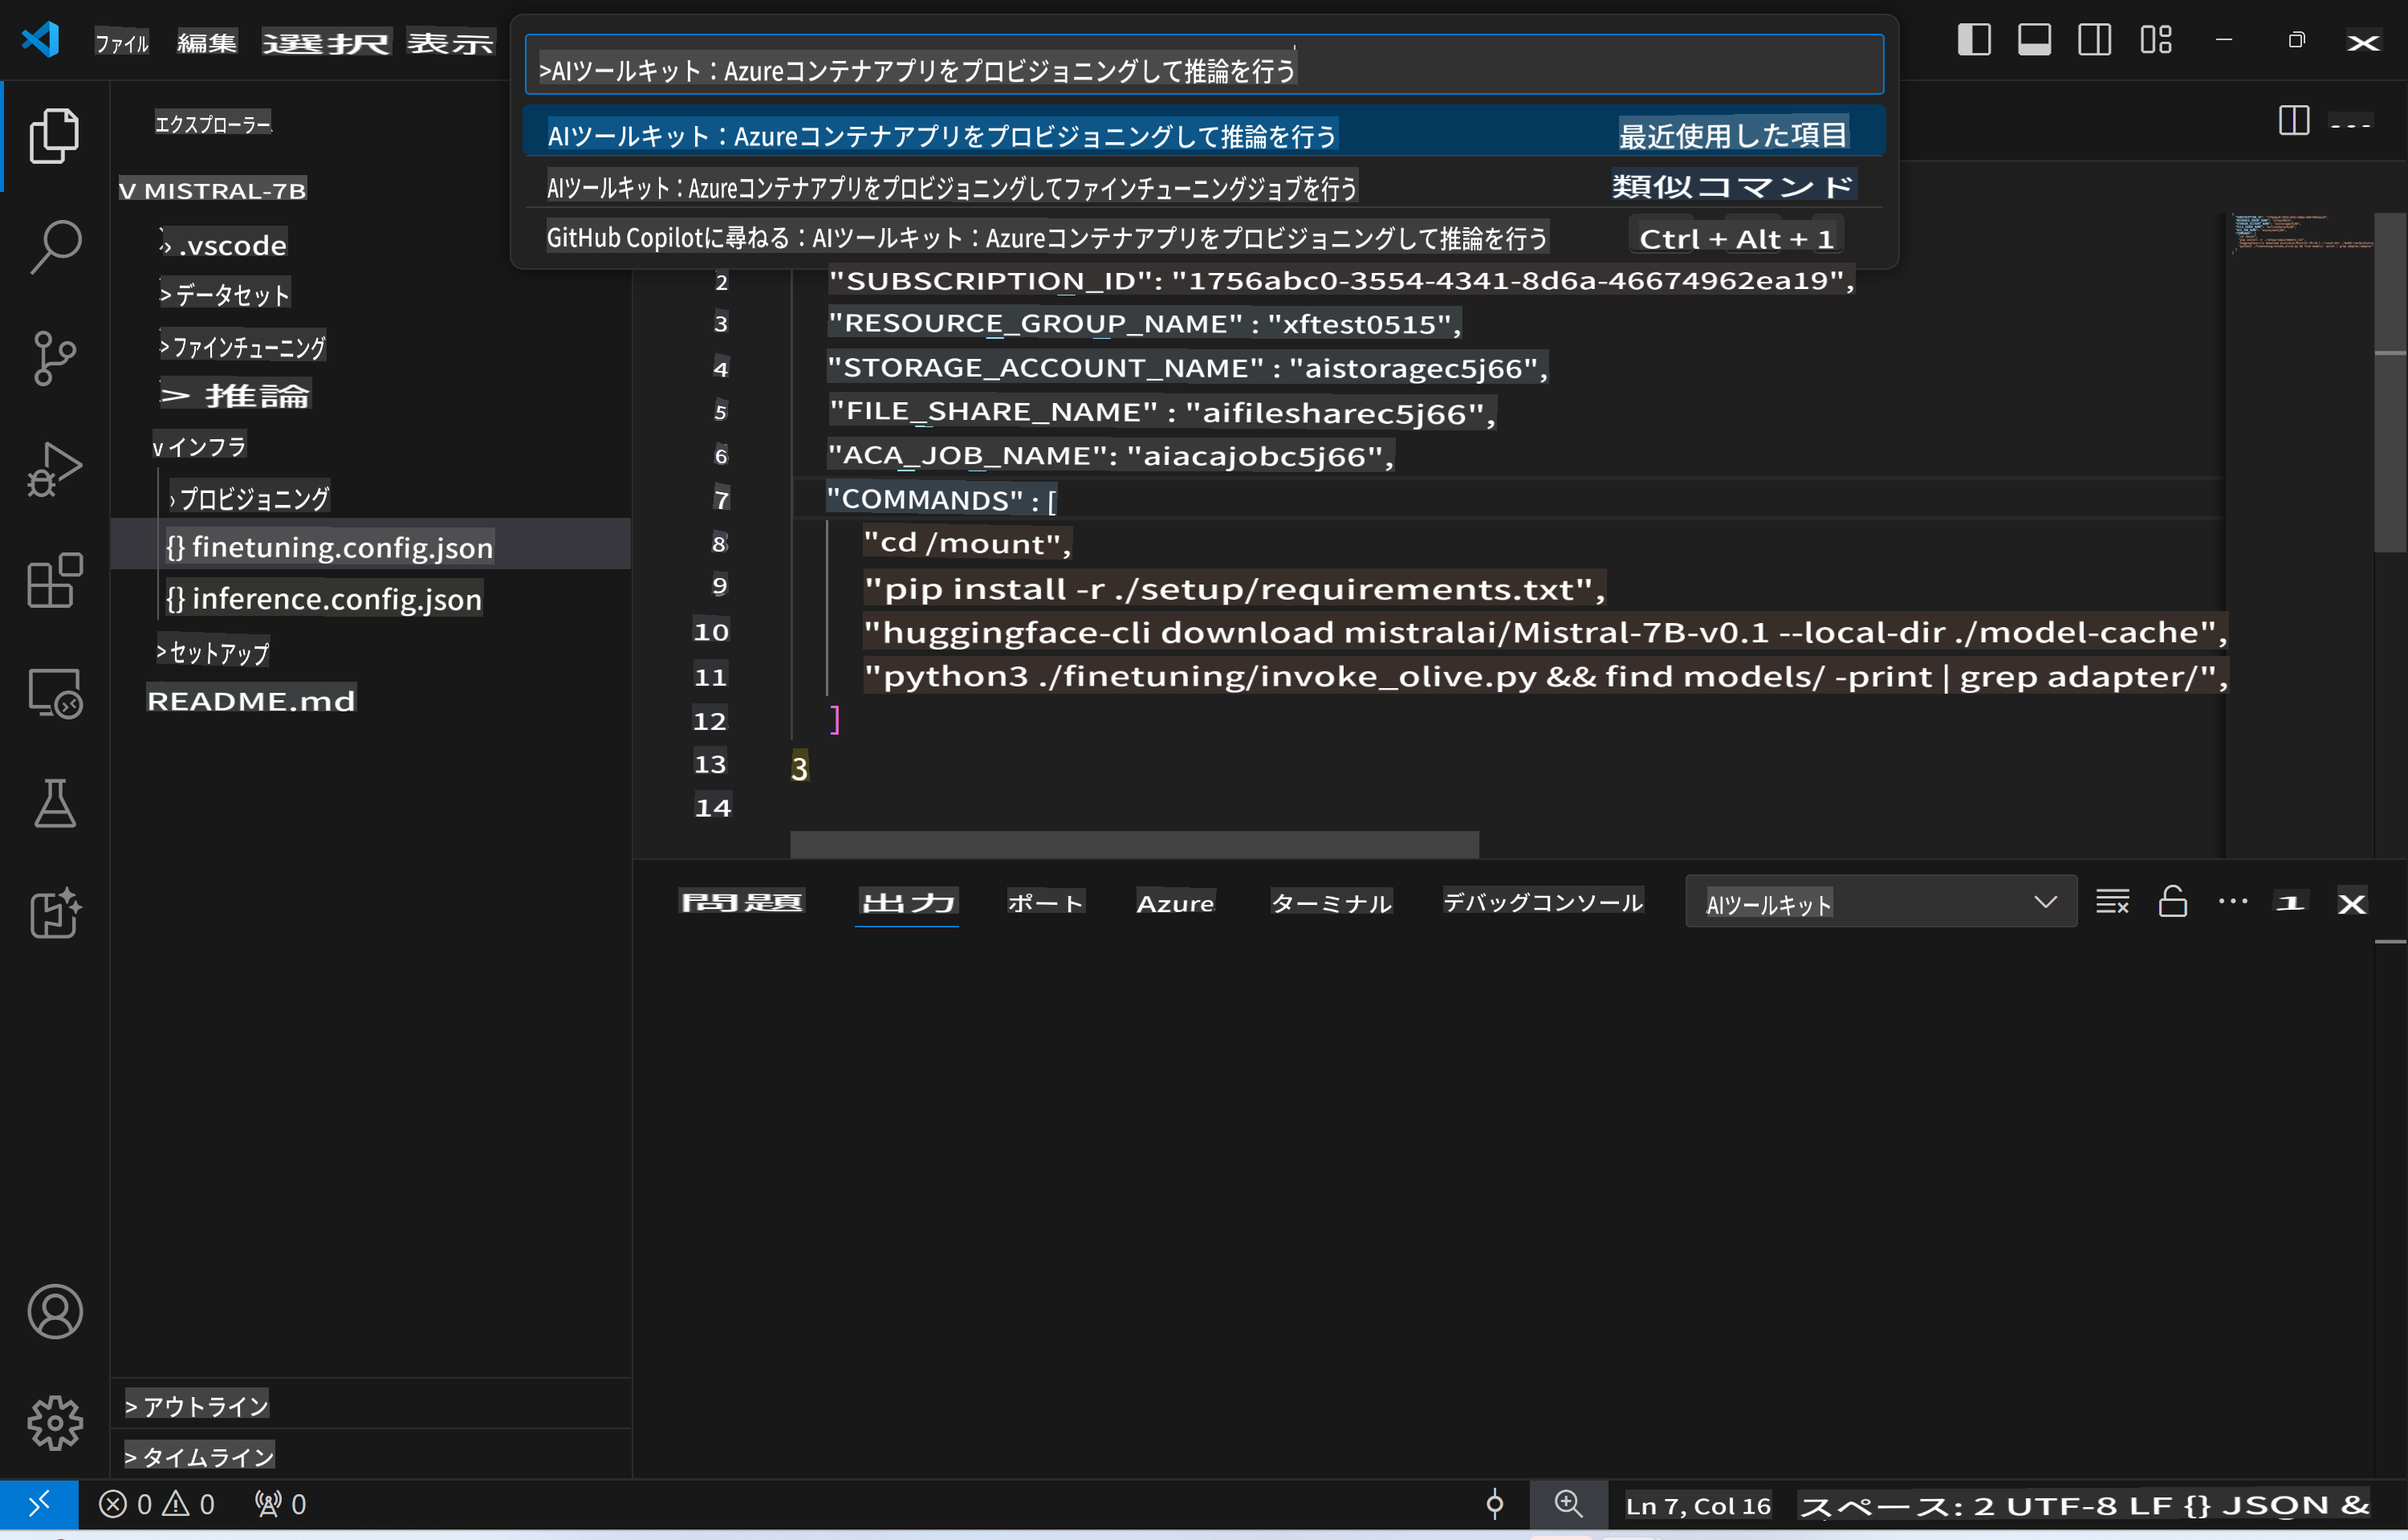 ファイル 編集 選択 表示
>AIツールキット：Azureコンテナアプリをプロビジョニングして推論を行う
AIツールキット：Azureコンテナアプリをプロビジョニングして推論を行う 最近使用した項目
AIツールキット：Azureコンテナアプリをプロビジョニングしてファインチューニングジョブを行う 類似コマンド
GitHub Copilotに尋ねる：AIツールキット：Azureコンテナアプリをプロビジョニングして推論を行う Ctrl + Alt + 1
エクスプローラー
V MISTRAL-7B
> .vscode
> データセット
> ファインチューニング
> 推論
v インフラ
› プロビジョニング
{} finetuning.config.json
{} inference.config.json
> セットアップ
README.md
> アウトライン
> タイムライン
2 "SUBSCRIPTION_ID": "1756abc0-3554-4341-8d6a-46674962ea19",
3 "RESOURCE_GROUP_NAME" : "xftest0515",
4 "STORAGE_ACCOUNT_NAME" : "aistoragec5j66",
5 "FILE_SHARE_NAME" : "aifilesharec5j66",
6 "ACA_JOB_NAME": "aiacajobc5j66",
7 "COMMANDS" : [
8 "cd /mount",
9 "pip install -r ./setup/requirements.txt",
10 "huggingface-cli download mistralai/Mistral-7B-v0.1 --local-dir ./model-cache",
11 "python3 ./finetuning/invoke_olive.py && find models/ -print | grep adapter/",
12 ]
13 3
14
問題 出力 ポート Azure ターミナル デバッグコンソール AIツールキット
0 0 0 Ln 7, Col 16 スペース: 2 UTF-8 LF {} JSON &